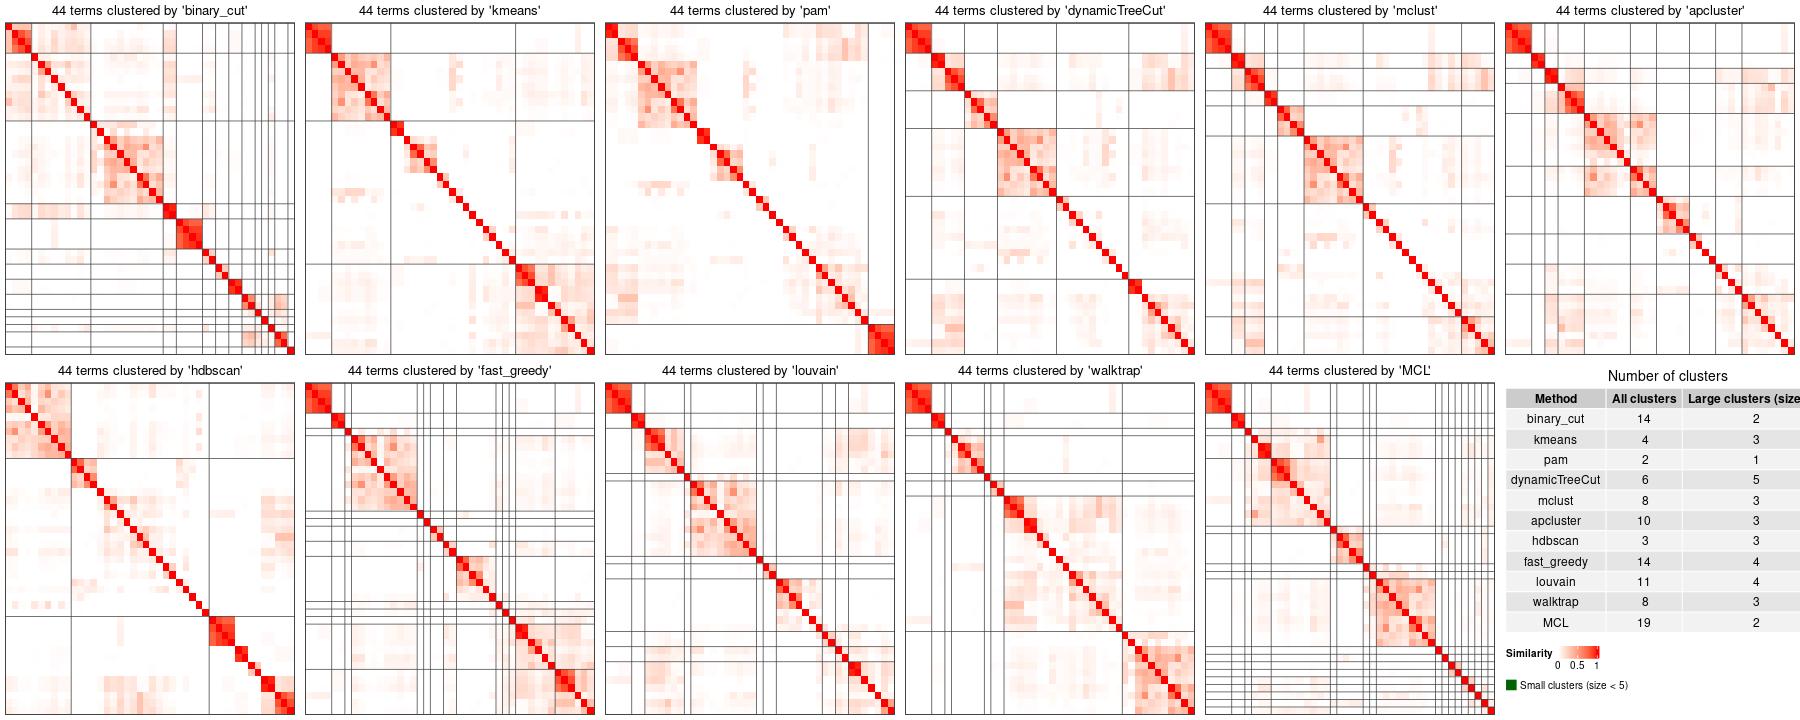 44 terms clustered by 'binary_cut'
44 terms clustered by 'kmeans'
44 terms clustered by 'pam'
44 terms clustered by 'dynamicTreeCut'
44 terms clustered by 'mclust'
44 terms clustered by 'apcluster'
44 terms clustered by 'hdbscan'
44 terms clustered by 'fast_greedy'
44 terms clustered by 'louvain'
44 terms clustered by 'walktrap'
44 terms clustered by 'MCL'
Number of clusters
Method All clusters Large clusters (size
binary_cut 14 2
kmeans 4 3
pam 2 1
dynamicTreeCut 6 5
mclust 8 3
apcluster 10 3
hdbscan 3 3
fast_greedy 14 4
louvain 11 4
walktrap 8 3
MCL 19 2
Similarity
0 0.5 1
Small clusters (size < 5)